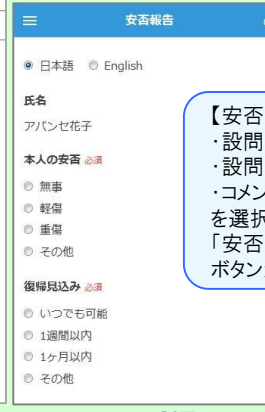 安否報告
日本語 English
氏名
アバンセ花子
本人の安否 必須
無事
軽傷
重傷
その他
復帰見込み 必須
いつでも可能
1週間以内
1ヶ月以内
その他
【安否
・設問
・設問
・コメン
を選択
「安否
ボタン